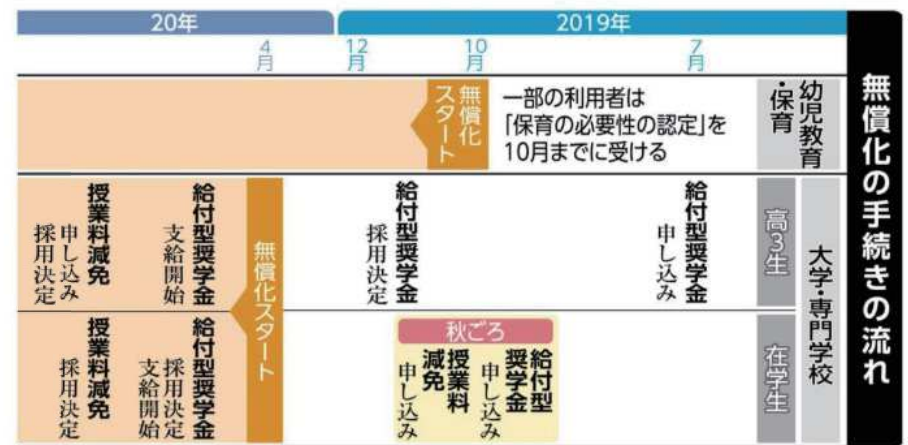 無償化の手続きの流れ
2019年
20年
7月
10月
12月
4月
幼児教育
・保育
一部の利用者は
「保育の必要性の認定」を
10月までに受ける
無償化
スタート
大学・専門学校
高3生
給付型奨学金
申し込み
給付型奨学金
採用決定
無償化スタート
給付型奨学金
支給開始
授業料減免
申し込み
採用決定
在学生
秋ごろ
給付型
奨学金
申し込み
授業料
減免
申し込み
給付型奨学金
採用決定
支給開始
授業料減免
採用決定